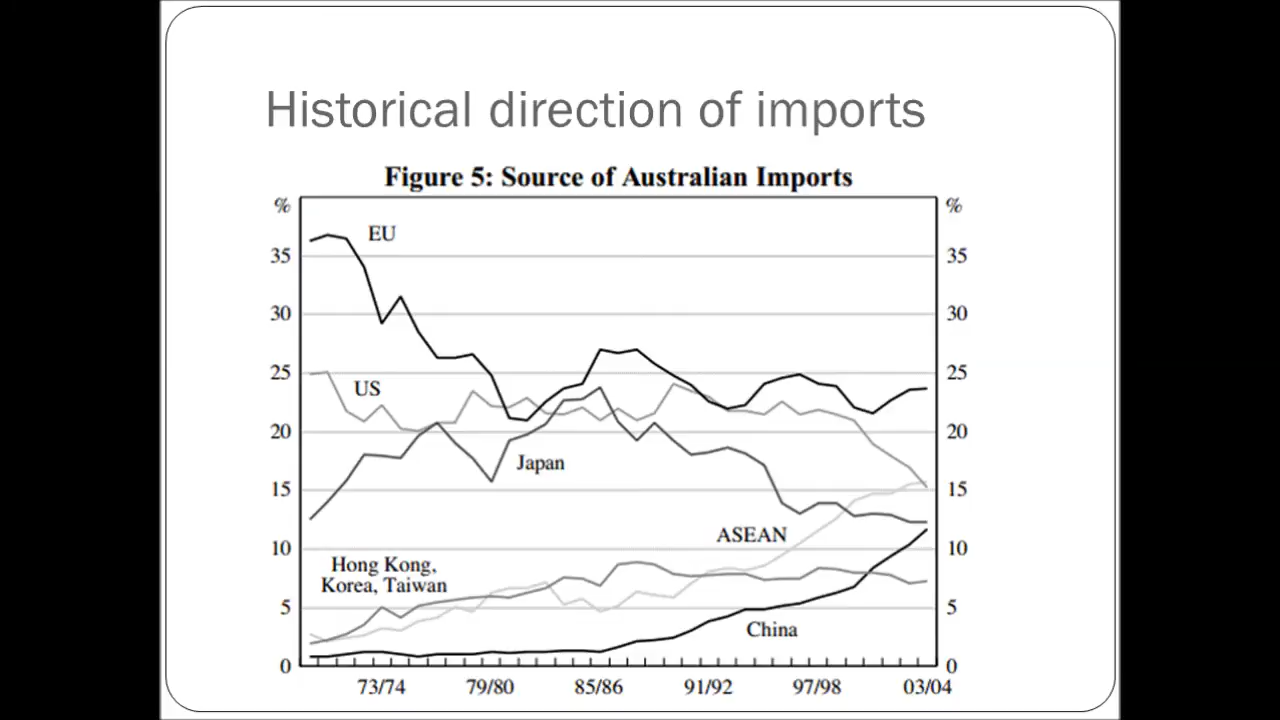 Historical direction of imports
Figure 5: Source of Australian Imports
% %
EU
35 35
30 30
25 25
US
20 20
Japan
15 15
ASEAN
10 10
Hong Kong,
Korea, Taiwan
5 5
China
0 0
73/74 79/80 85/86 91/92 97/98 03/04